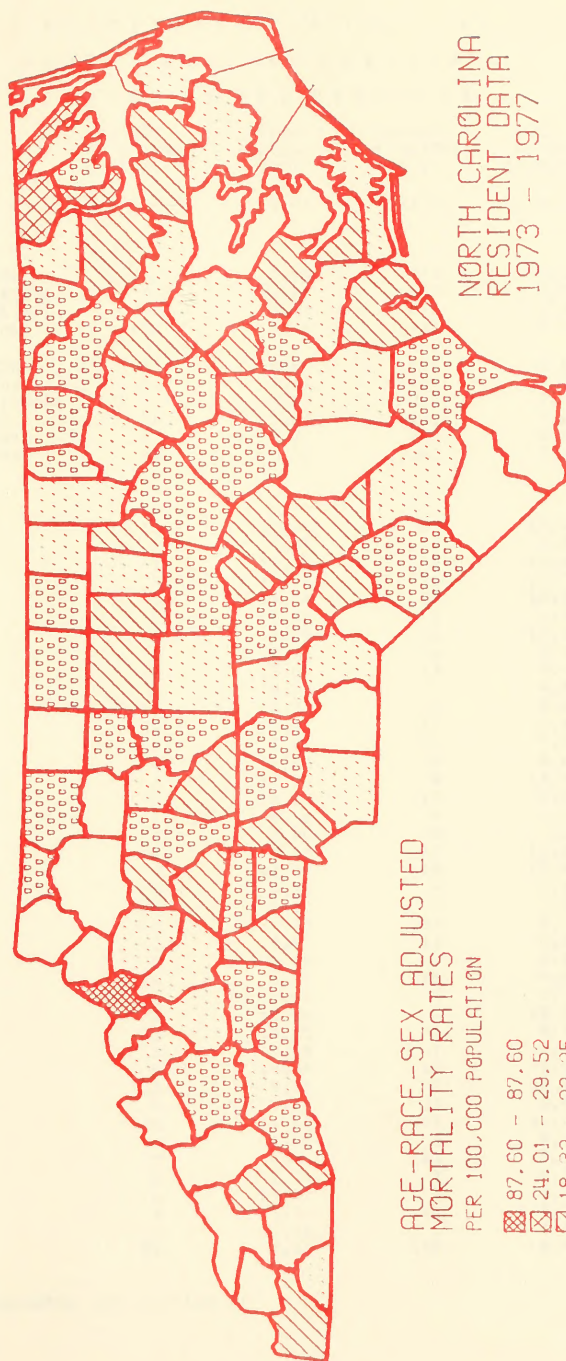 AGE-RACE-SEX ADJUSTED
MORTALITY RATES
PER 100,000 POPULATION
87.60 - 87.60
24.01 - 29.52
NORTH CAROLINA
RESIDENT DATA
1973 - 1977